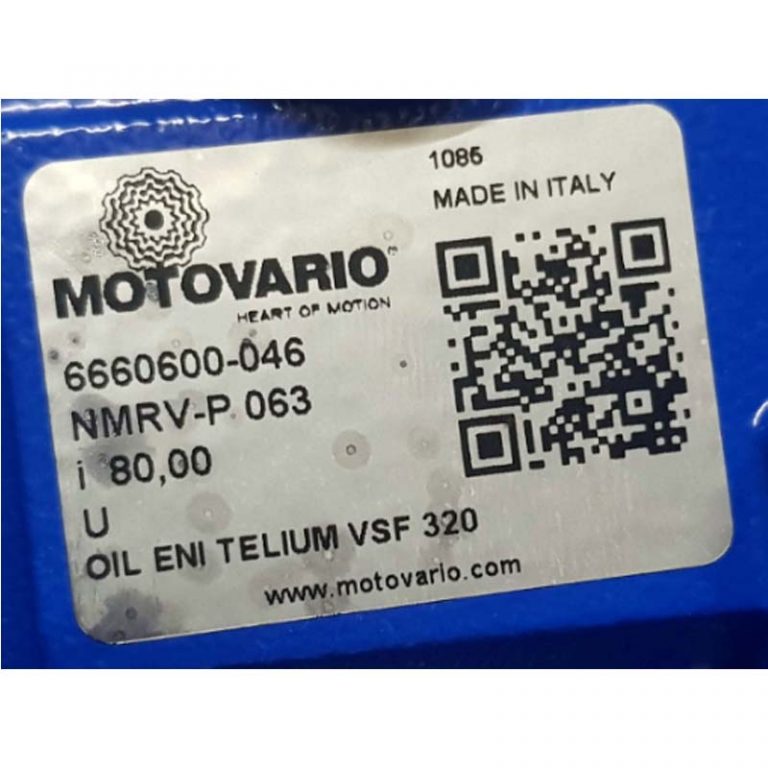 1086
MADE IN ITALY
MOTOVARIO™
HEART OF MOTION
6660600-046
NMRV-P 063
i 80,00
U
OIL ENI TELIUM VSF 320
www.motovario.com